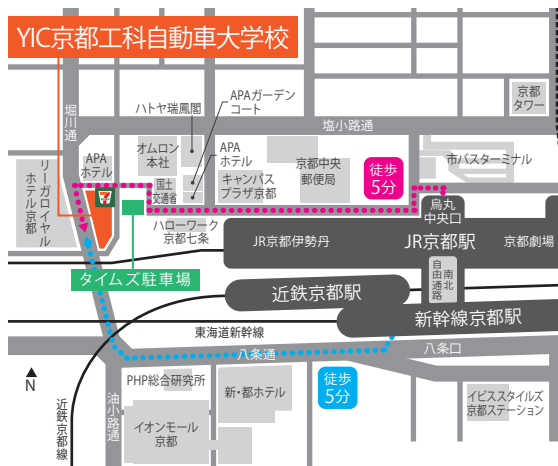 YIC京都工科自動車大学校
京都
タワー
堀川通
ハトヤ瑞鳳閣
APAガーデン
コート
塩小路通
リーガロイヤル
ホテル京都
APA
ホテル
オムロン
本社
APA
ホテル
京都中央
郵便局
徒歩
5分
市バスターミナル
国土
交通省
キャンパス
プラザ京都
7
烏丸
中央口
ハローワーク
京都七条
JR京都伊勢丹
JR京都駅
京都劇場
タイムズ駐車場
南北
自由通路
近鉄京都駅
新幹線京都駅
東海道新幹線
八条通
八条口
N
PHP総合研究所
新・都ホテル
徒歩
5分
イビススタイルズ
京都ステーション
近鉄京都線
油小路通
イオンモール
京都